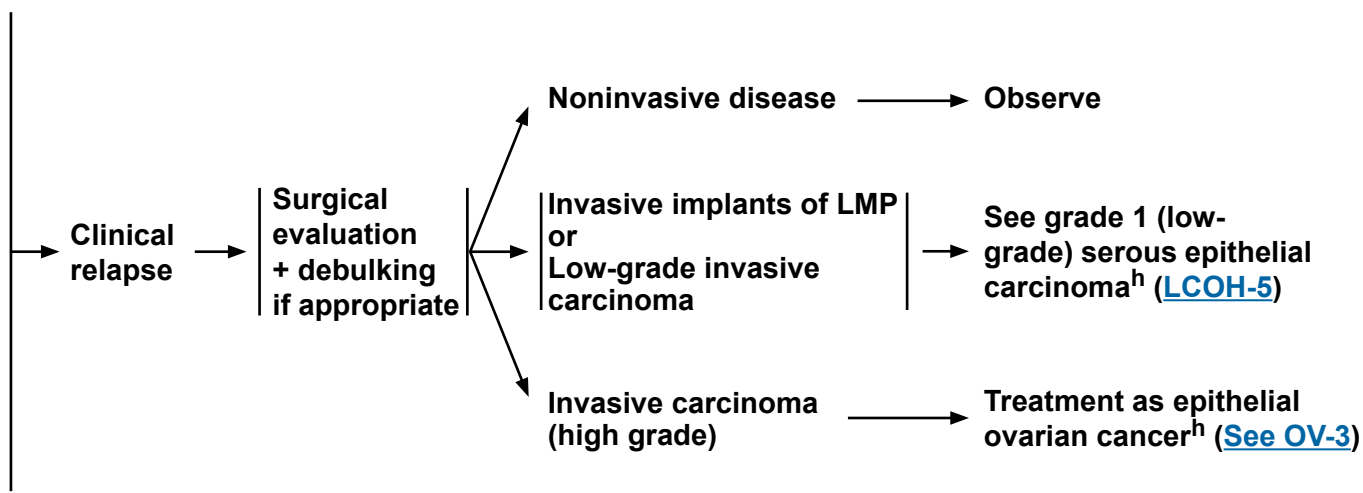 Noninvasive disease
Observe
Clinical
relapse
Surgical
evaluation
+ debulking
if appropriate
Invasive implants of LMP
or
Low-grade invasive
carcinoma
See grade 1 (low-
grade) serous epithelial
carcinomaʰ (LCOH-5)
Invasive carcinoma
(high grade)
Treatment as epithelial
ovarian cancerʰ (See OV-3)